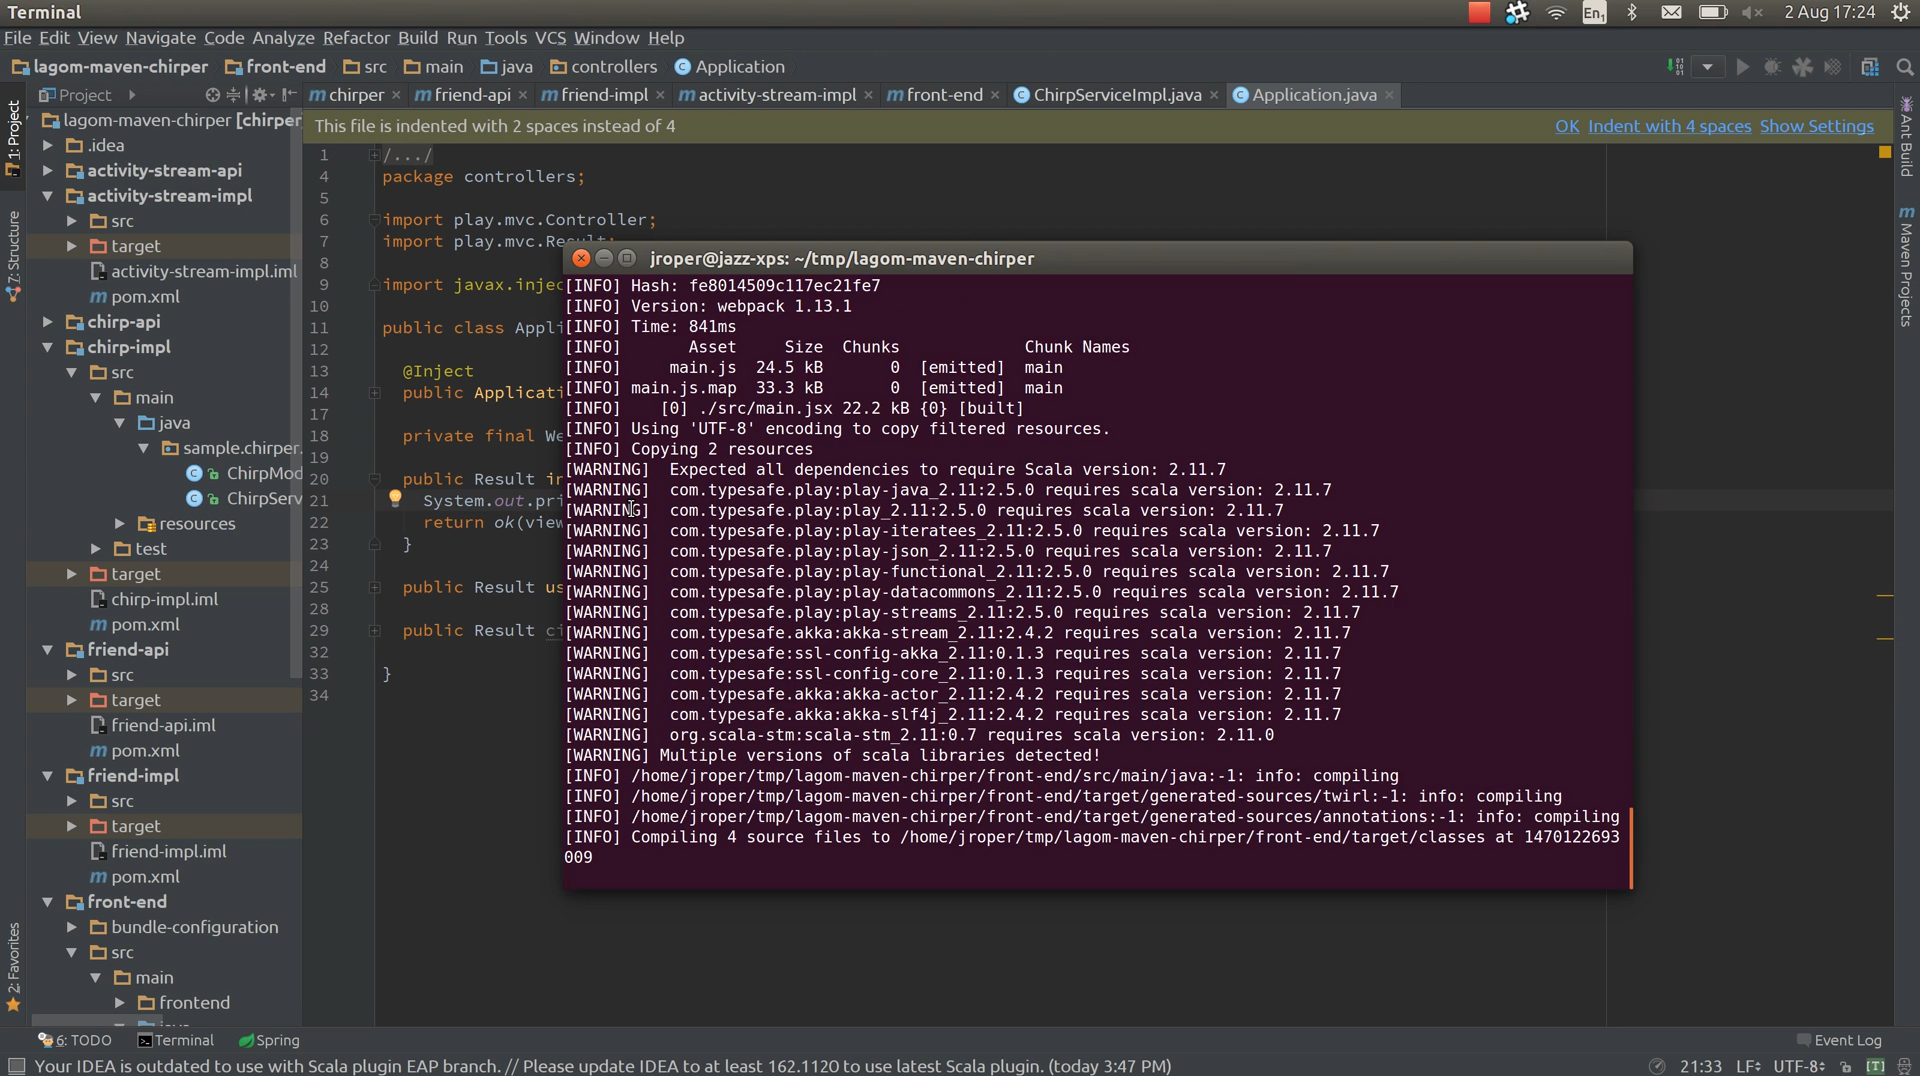 Terminal
En1
2 Aug 17:24
File Edit View Navigate Code Analyze Refactor Build Run Tools VCS Window Help
lagom-maven-chirper front-end src main java controllers Application
Project
chirper friend-api friend-impl activity-stream-impl front-end ChirpServiceImpl.java Application.java
This file is indented with 2 spaces instead of 4
OK Indent with 4 spaces Show Settings
1: Project
7: Structure
2: Favorites
Ant Build
Maven Projects
lagom-maven-chirper [chirper
.idea
activity-stream-api
activity-stream-impl
src
target
activity-stream-impl.iml
pom.xml
chirp-api
chirp-impl
src
main
java
sample.chirper.
ChirpMod
ChirpServ
resources
test
target
chirp-impl.iml
pom.xml
friend-api
src
target
friend-api.iml
pom.xml
friend-impl
src
target
friend-impl.iml
pom.xml
front-end
bundle-configuration
src
main
frontend
1 /.../
4 package controllers;
5
6 import play.mvc.Controller;
7 import play.mvc.Result;
8
9 import javax.injec
10
11 public class Appli
12
13 @Inject
14 public Applicati
17
18 private final We
19
20 public Result in
21 System.out.pri
22 return ok(view
23 }
24
25 public Result us
28
29 public Result ci
32
33 }
34
jroper@jazz-xps: ~/tmp/lagom-maven-chirper
[INFO] Hash: fe8014509c117ec21fe7
[INFO] Version: webpack 1.13.1
[INFO] Time: 841ms
[INFO] Asset Size Chunks Chunk Names
[INFO] main.js 24.5 kB 0 [emitted] main
[INFO] main.js.map 33.3 kB 0 [emitted] main
[INFO] [0] ./src/main.jsx 22.2 kB {0} [built]
[INFO] Using 'UTF-8' encoding to copy filtered resources.
[INFO] Copying 2 resources
[WARNING] Expected all dependencies to require Scala version: 2.11.7
[WARNING] com.typesafe.play:play-java_2.11:2.5.0 requires scala version: 2.11.7
[WARNING] com.typesafe.play:play_2.11:2.5.0 requires scala version: 2.11.7
[WARNING] com.typesafe.play:play-iteratees_2.11:2.5.0 requires scala version: 2.11.7
[WARNING] com.typesafe.play:play-json_2.11:2.5.0 requires scala version: 2.11.7
[WARNING] com.typesafe.play:play-functional_2.11:2.5.0 requires scala version: 2.11.7
[WARNING] com.typesafe.play:play-datacommons_2.11:2.5.0 requires scala version: 2.11.7
[WARNING] com.typesafe.play:play-streams_2.11:2.5.0 requires scala version: 2.11.7
[WARNING] com.typesafe.akka:akka-stream_2.11:2.4.2 requires scala version: 2.11.7
[WARNING] com.typesafe:ssl-config-akka_2.11:0.1.3 requires scala version: 2.11.7
[WARNING] com.typesafe:ssl-config-core_2.11:0.1.3 requires scala version: 2.11.7
[WARNING] com.typesafe.akka:akka-actor_2.11:2.4.2 requires scala version: 2.11.7
[WARNING] com.typesafe.akka:akka-slf4j_2.11:2.4.2 requires scala version: 2.11.7
[WARNING] org.scala-stm:scala-stm_2.11:0.7 requires scala version: 2.11.0
[WARNING] Multiple versions of scala libraries detected!
[INFO] /home/jroper/tmp/lagom-maven-chirper/front-end/src/main/java:-1: info: compiling
[INFO] /home/jroper/tmp/lagom-maven-chirper/front-end/target/generated-sources/twirl:-1: info: compiling
[INFO] /home/jroper/tmp/lagom-maven-chirper/front-end/target/generated-sources/annotations:-1: info: compiling
[INFO] Compiling 4 source files to /home/jroper/tmp/lagom-maven-chirper/front-end/target/classes at 1470122693
009
6: TODO Terminal Spring
Event Log
Your IDEA is outdated to use with Scala plugin EAP branch. // Please update IDEA to at least 162.1120 to use latest Scala plugin. (today 3:47 PM)
21:33 LF UTF-8 [T]